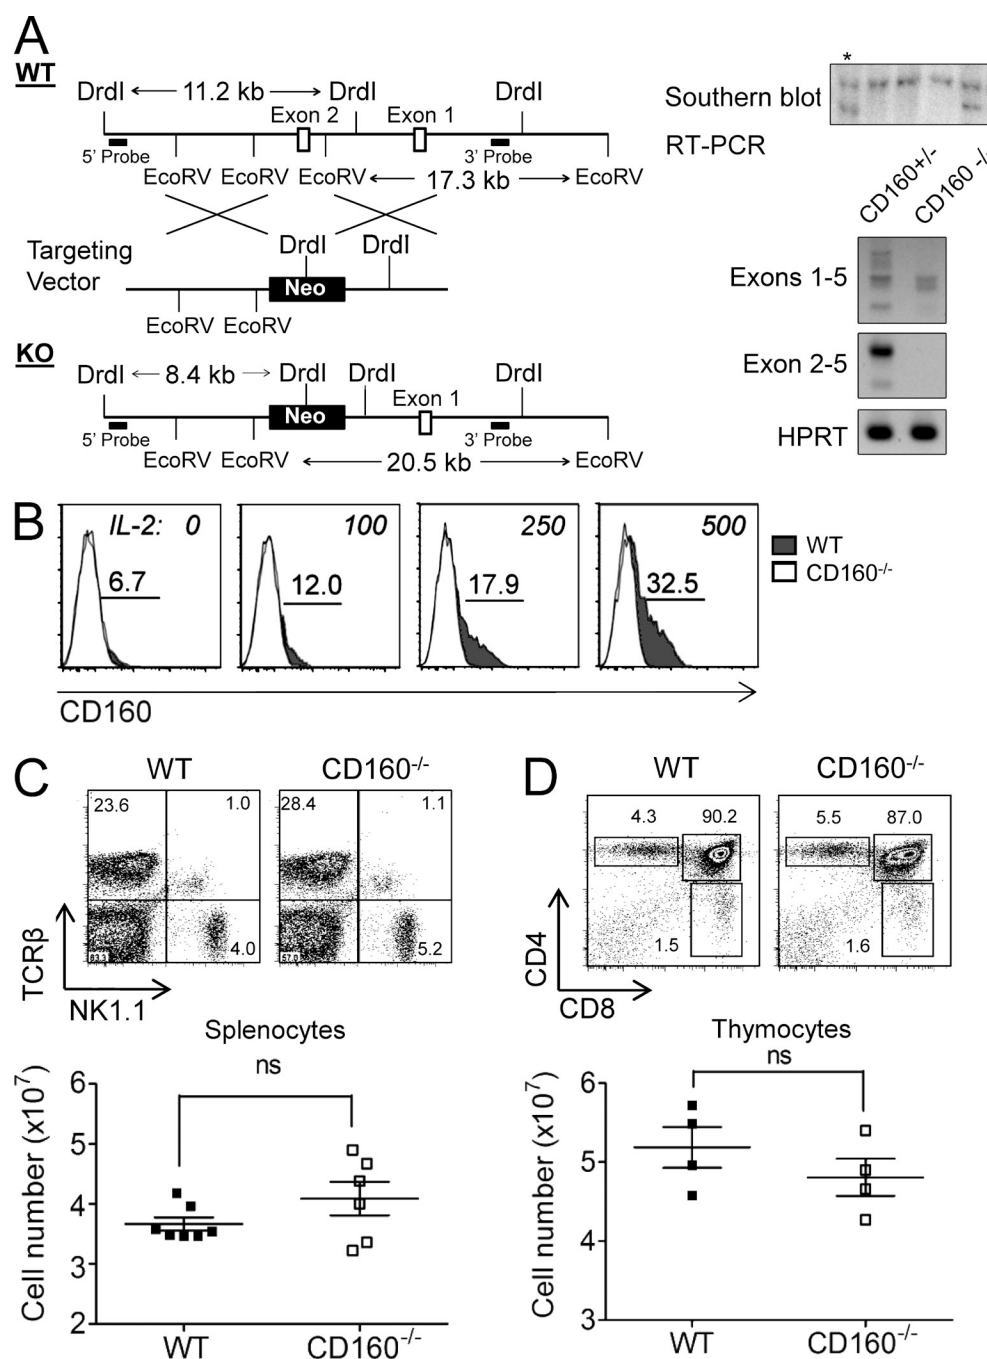 A
WT
DrdI 11.2 kb DrdI DrdI
Exon 2 Exon 1
5' Probe 3' Probe
EcoRV EcoRV EcoRV 17.3 kb EcoRV
Targeting
Vector
DrdI DrdI
Neo
EcoRV EcoRV
KO
DrdI 8.4 kb DrdI DrdI DrdI
Neo Exon 1
5' Probe 3' Probe
EcoRV EcoRV 20.5 kb EcoRV
*
Southern blot
RT-PCR
CD160+/- CD160 -/-
Exons 1-5
Exon 2-5
HPRT
B
IL-2: 0 100 250 500
6.7 12.0 17.9 32.5
WT
CD160-/-
CD160
C
WT CD160-/-
23.6 1.0 28.4 1.1
4.0 57.0 5.2
TCRβ
NK1.1
Splenocytes
ns
Cell number (x10⁷)
6
5
4
3
2
WT CD160-/-
D
WT CD160-/-
4.3 90.2 5.5 87.0
1.5 1.6
CD4
CD8
Thymocytes
ns
Cell number (x10⁷)
6
5
4
3
WT CD160-/-